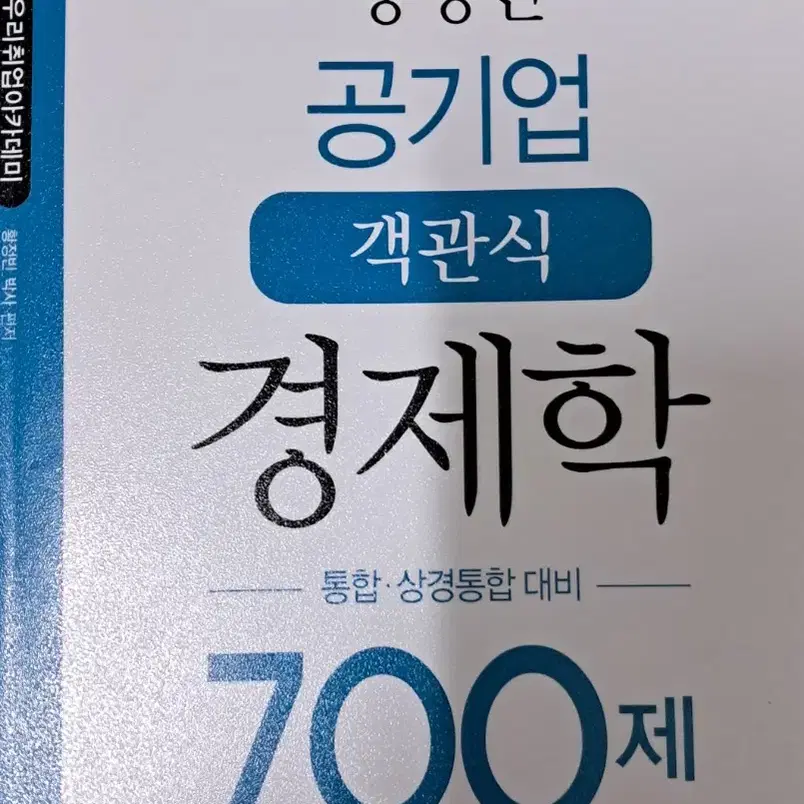 공기업
객관식
경제학
통합·상경통합 대비
700제
우리취업아카데미
황정빈 박사 편저